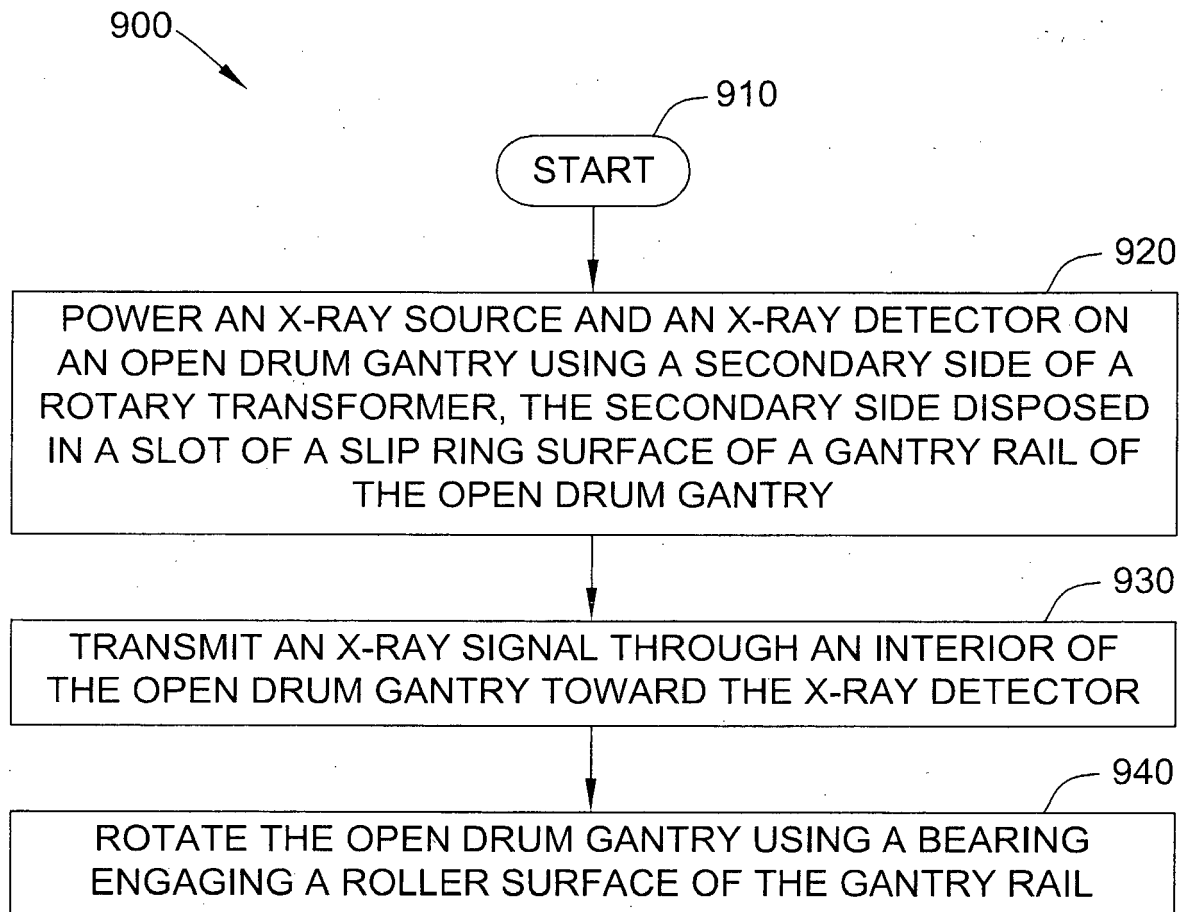 900
910
START
920
POWER AN X-RAY SOURCE AND AN X-RAY DETECTOR ON
AN OPEN DRUM GANTRY USING A SECONDARY SIDE OF A
ROTARY TRANSFORMER, THE SECONDARY SIDE DISPOSED
IN A SLOT OF A SLIP RING SURFACE OF A GANTRY RAIL OF
THE OPEN DRUM GANTRY
930
TRANSMIT AN X-RAY SIGNAL THROUGH AN INTERIOR OF
THE OPEN DRUM GANTRY TOWARD THE X-RAY DETECTOR
940
ROTATE THE OPEN DRUM GANTRY USING A BEARING
ENGAGING A ROLLER SURFACE OF THE GANTRY RAIL